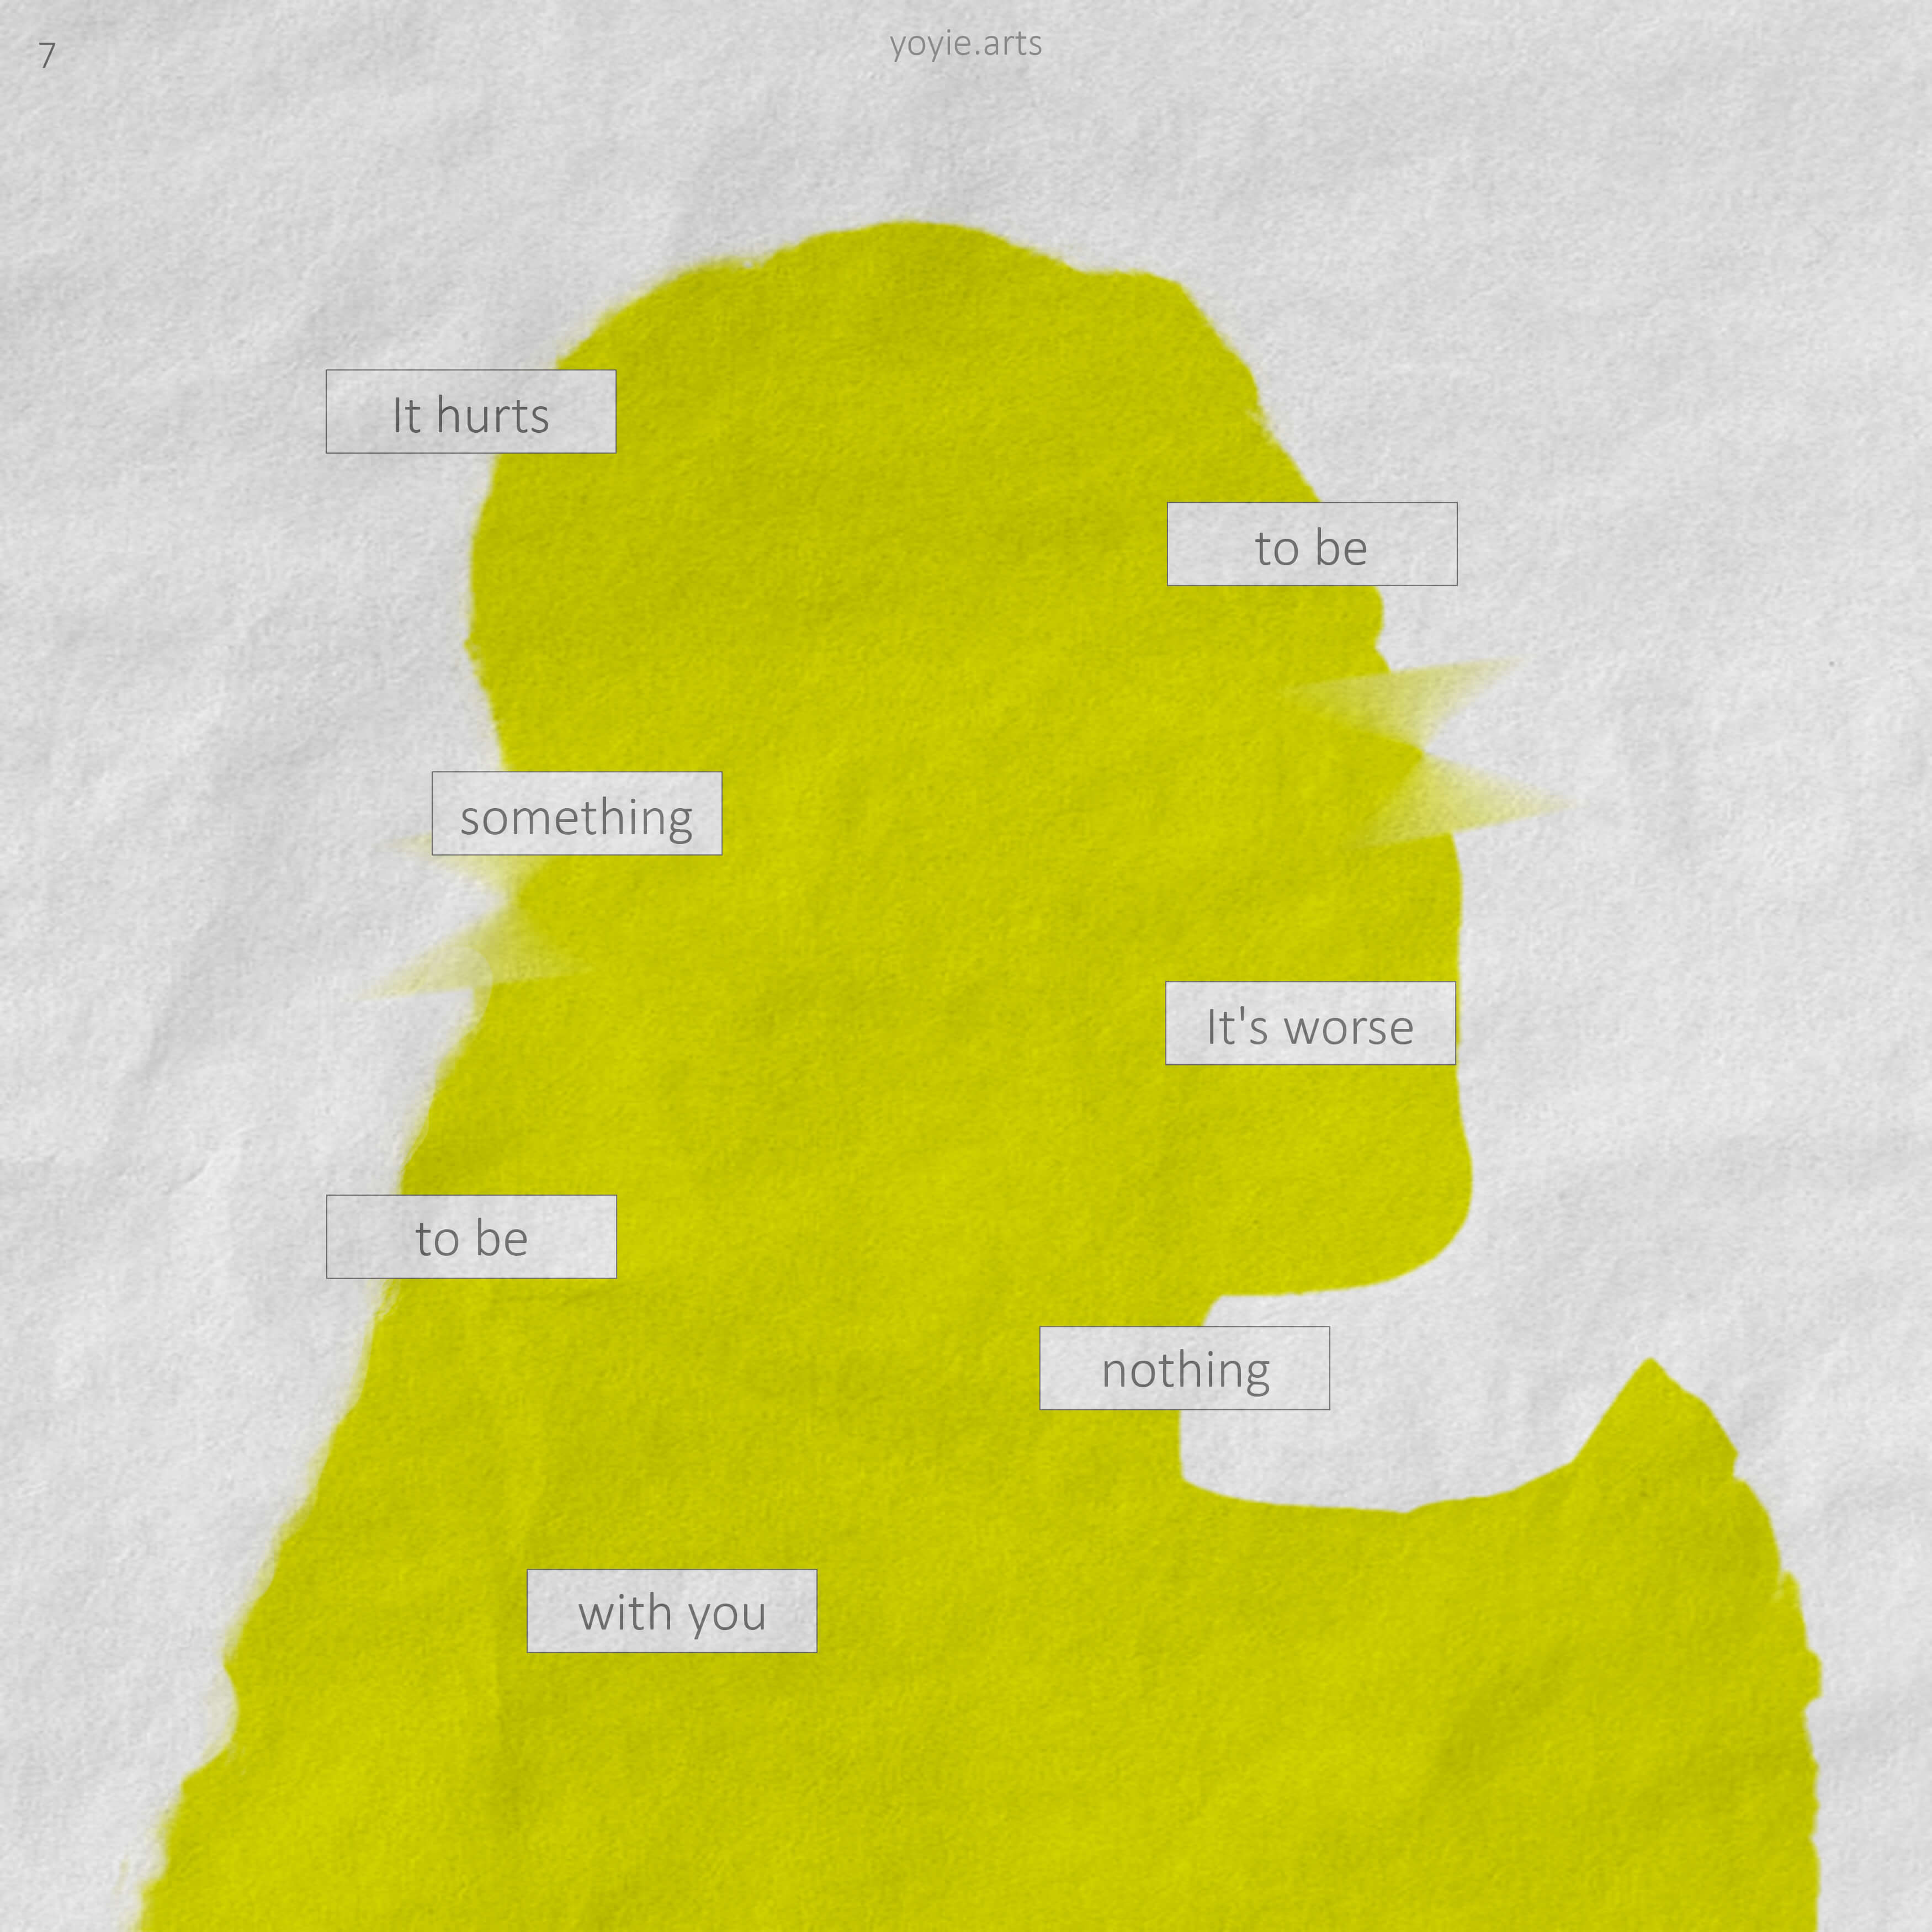 7
yoyie.arts
It hurts
to be
something
It's worse
to be
nothing
with you